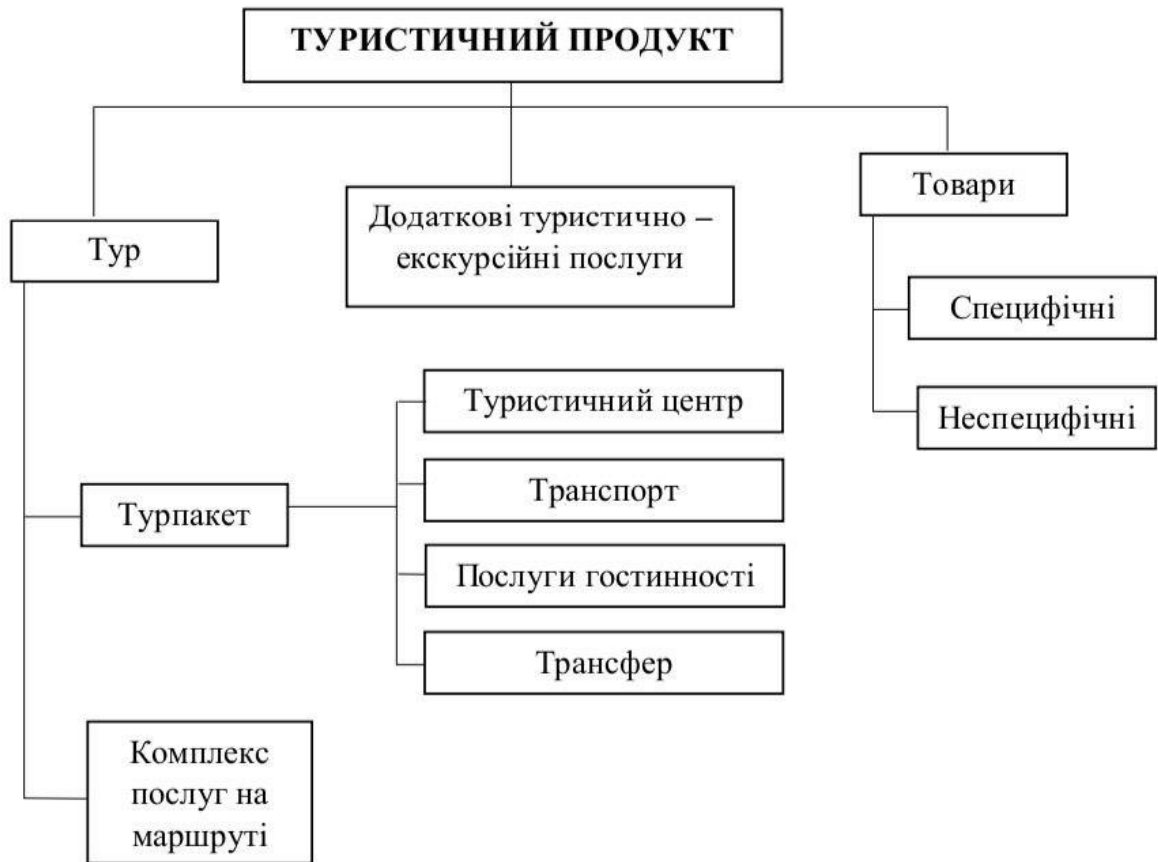 ТУРИСТИЧНИЙ ПРОДУКТ
Тур
Додаткові туристично –
екскурсійні послуги
Товари
Специфічні
Неспецифічні
Турпакет
Туристичний центр
Транспорт
Послуги гостинності
Трансфер
Комплекс
послуг на
маршруті